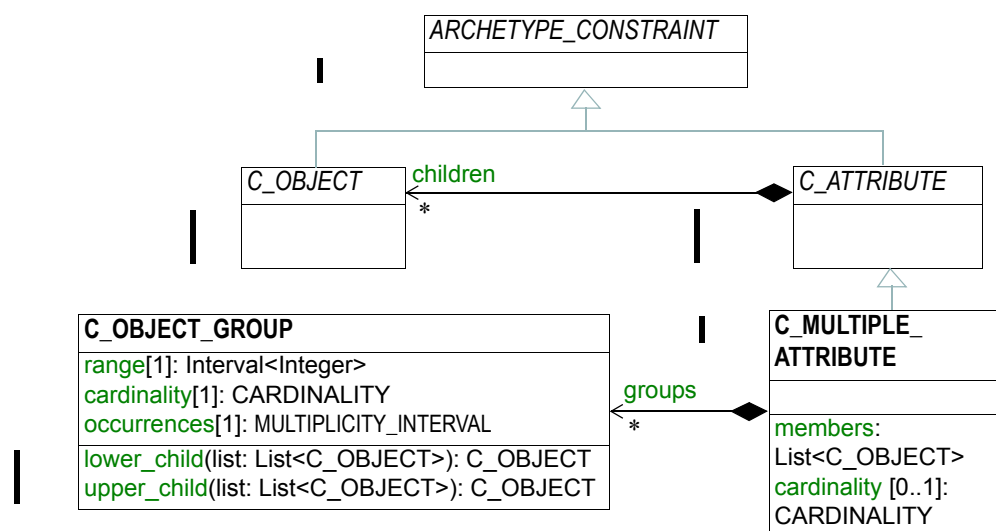 ARCHETYPE_CONSTRAINT
C_OBJECT
children
*
C_ATTRIBUTE
C_OBJECT_GROUP
range[1]: Interval<Integer>
cardinality[1]: CARDINALITY
occurrences[1]: MULTIPLICITY_INTERVAL
lower_child(list: List<C_OBJECT>): C_OBJECT
upper_child(list: List<C_OBJECT>): C_OBJECT
groups
*
C_MULTIPLE_
ATTRIBUTE
members:
List<C_OBJECT>
cardinality [0..1]:
CARDINALITY